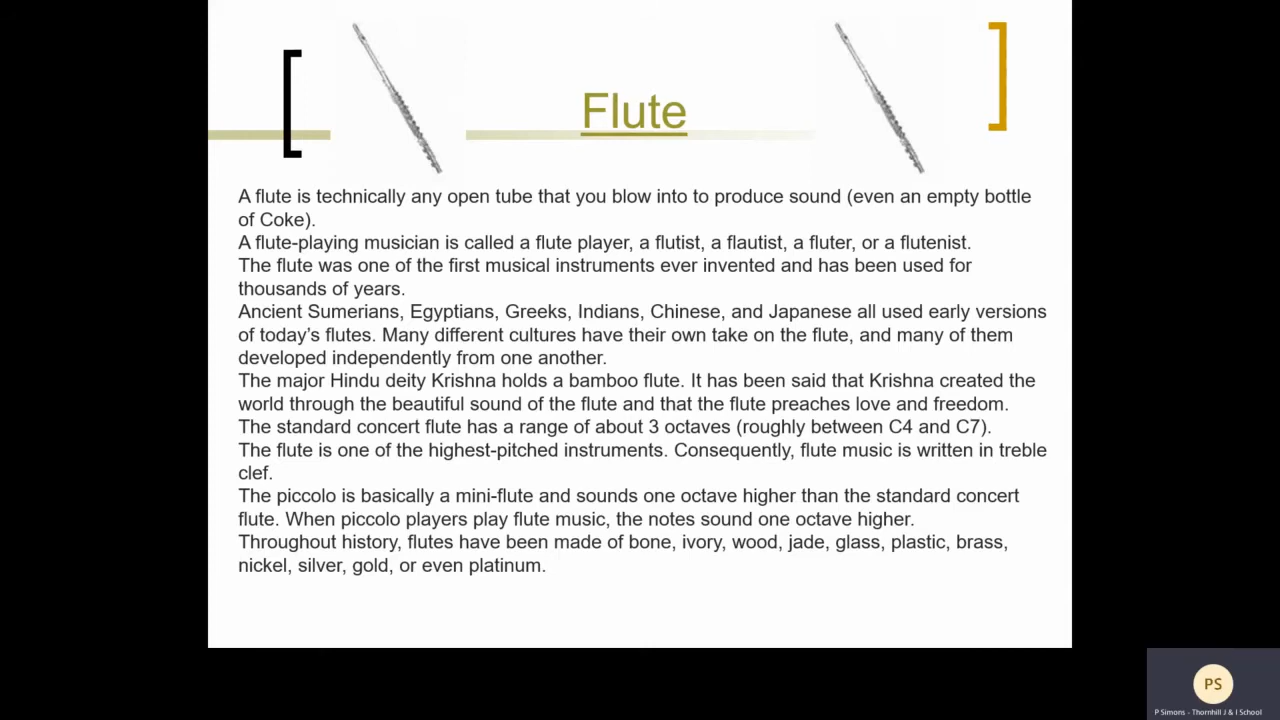 Flute
A flute is technically any open tube that you blow into to produce sound (even an empty bottle
of Coke).
A flute-playing musician is called a flute player, a flutist, a flautist, a fluter, or a flutenist.
The flute was one of the first musical instruments ever invented and has been used for
thousands of years.
Ancient Sumerians, Egyptians, Greeks, Indians, Chinese, and Japanese all used early versions
of today’s flutes. Many different cultures have their own take on the flute, and many of them
developed independently from one another.
The major Hindu deity Krishna holds a bamboo flute. It has been said that Krishna created the
world through the beautiful sound of the flute and that the flute preaches love and freedom.
The standard concert flute has a range of about 3 octaves (roughly between C4 and C7).
The flute is one of the highest-pitched instruments. Consequently, flute music is written in treble
clef.
The piccolo is basically a mini-flute and sounds one octave higher than the standard concert
flute. When piccolo players play flute music, the notes sound one octave higher.
Throughout history, flutes have been made of bone, ivory, wood, jade, glass, plastic, brass,
nickel, silver, gold, or even platinum.
PS
P Simons - Thornhill J & I School